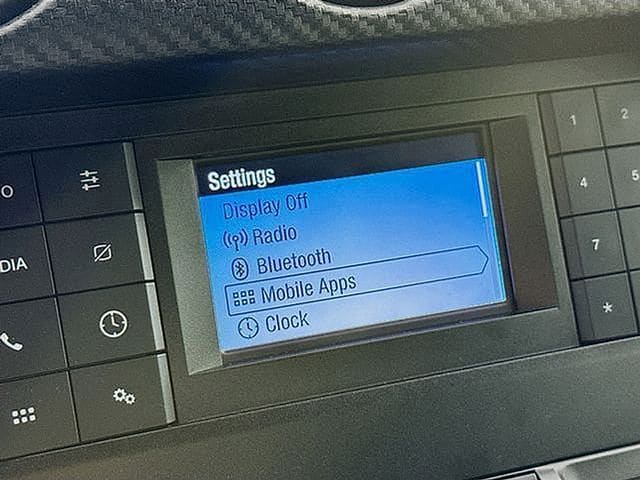 Settings
Display Off
Radio
Bluetooth
Mobile Apps
Clock
O
DIA
1
2
4
5
7
*